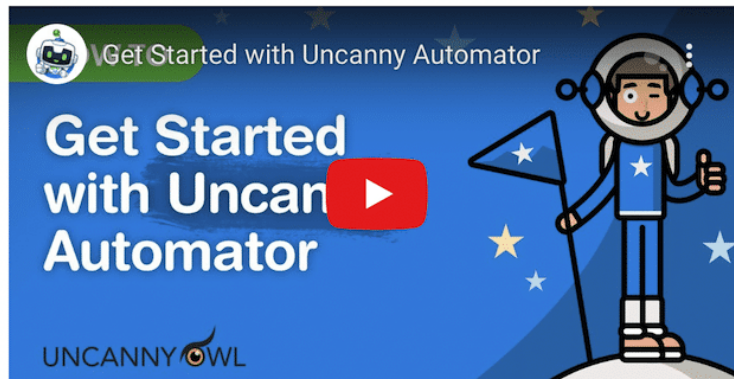 Get Started with Uncanny Automator
Get Started
with Uncan
Automator
UNCANNY OWL